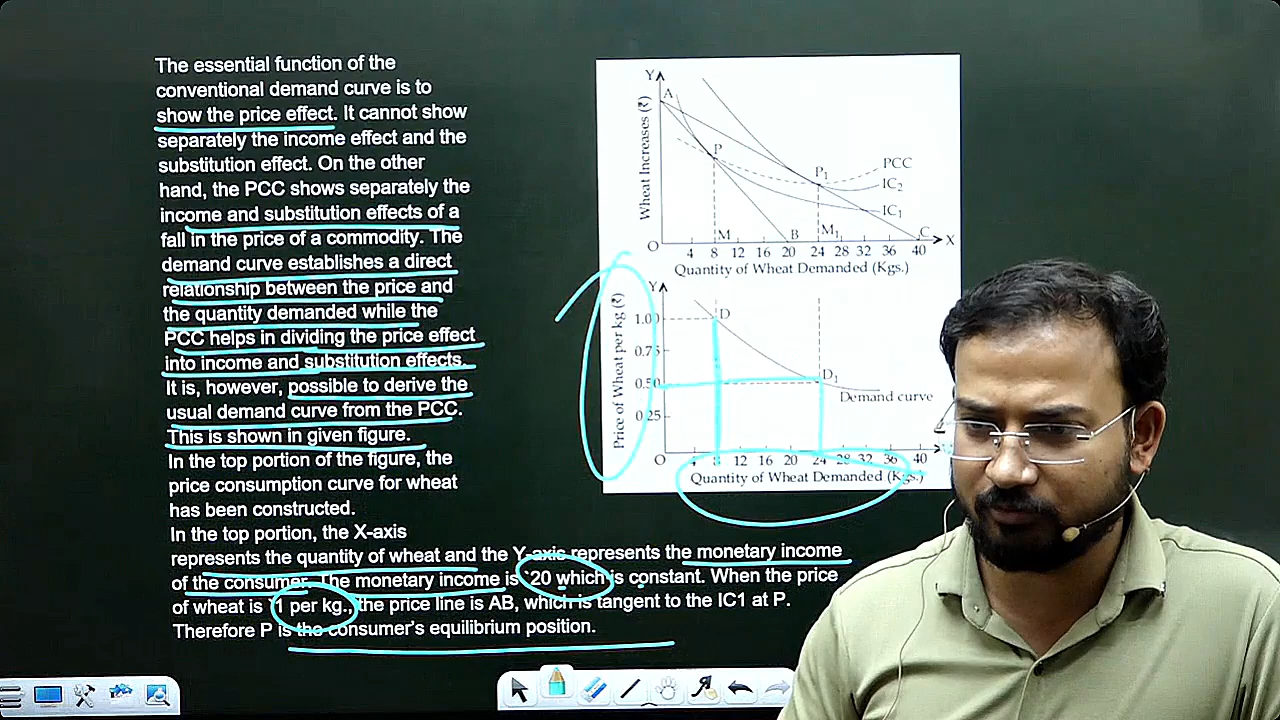 The essential function of the
conventional demand curve is to
show the price effect. It cannot show
separately the income effect and the
substitution effect. On the other
hand, the PCC shows separately the
income and substitution effects of a
fall in the price of a commodity. The
demand curve establishes a direct
relationship between the price and
the quantity demanded while the
PCC helps in dividing the price effect
into income and substitution effects.
It is, however, possible to derive the
usual demand curve from the PCC.
This is shown in given figure.
In the top portion of the figure, the
price consumption curve for wheat
has been constructed.
In the top portion, the X-axis
represents the quantity of wheat and the Y-axis represents the monetary income
of the consumer. The monetary income is `20 which is constant. When the price
of wheat is `1 per kg., the price line is AB, which is tangent to the IC1 at P.
Therefore P is the consumer's equilibrium position.
Y
A
Wheat Increases (₹)
P
P1
PCC
IC2
IC1
M
B
M1
C
X
O
4 8 12 16 20 24 28 32 36 40
Quantity of Wheat Demanded (Kgs.)
Y
Price of Wheat per kg (₹)
1.00
D
0.75
0.50
D1
Demand curve
0.25
O
4 8 12 16 20 24 28 32 36 40
Quantity of Wheat Demanded (Kgs.)